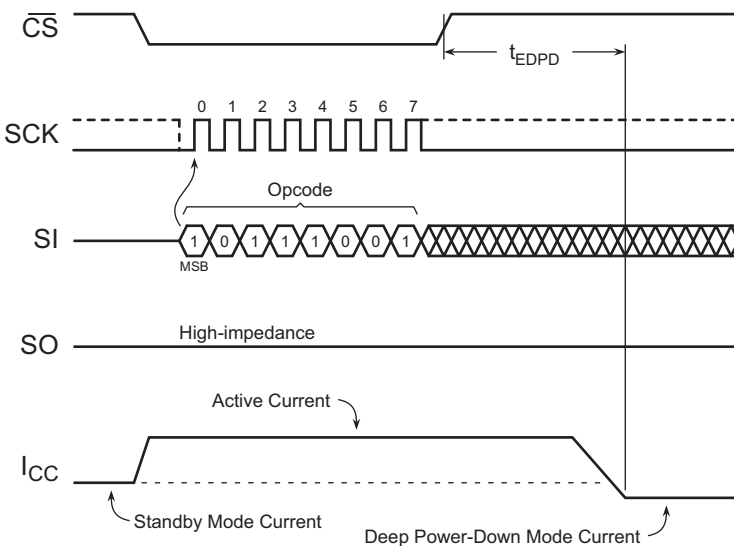 CS
tEDPD
0 1 2 3 4 5 6 7
SCK
Opcode
SI
1 0 1 1 1 0 0 1
MSB
High-impedance
SO
Active Current
ICC
Standby Mode Current
Deep Power-Down Mode Current